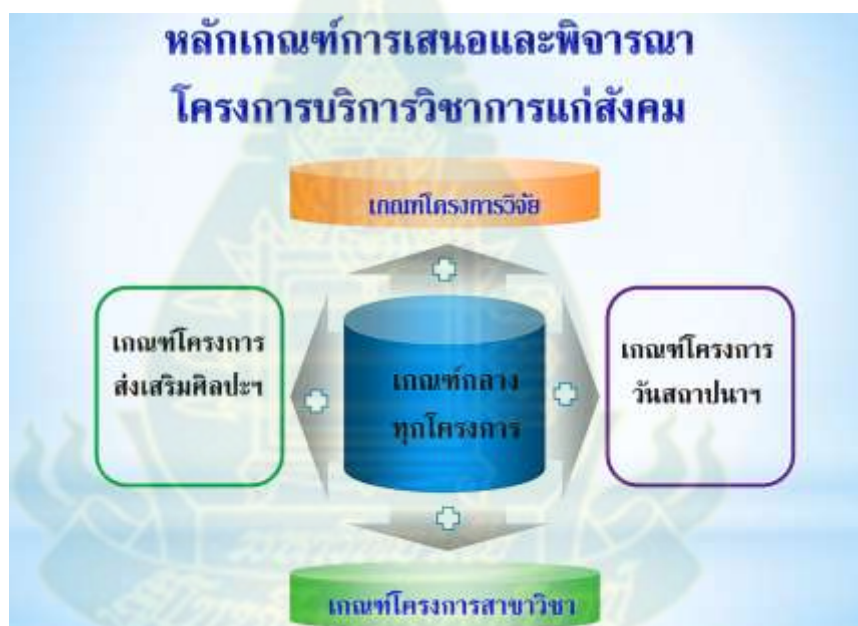 หลักเกณฑ์การเสนอและพิจารณา
โครงการบริการวิชาการแก่สังคม
เกณฑ์โครงการวิจัย
เกณฑ์โครงการ
ส่งเสริมศิลปะฯ
เกณฑ์กลาง
ทุกโครงการ
เกณฑ์โครงการ
วันสถาปนาฯ
เกณฑ์โครงการสาขาวิชา